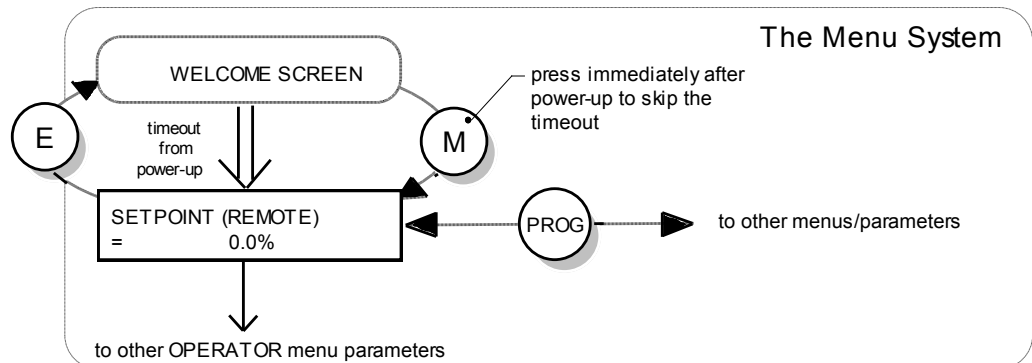 The Menu System
WELCOME SCREEN
press immediately after
power-up to skip the
timeout
E
M
timeout
from
power-up
SETPOINT (REMOTE)
= 0.0%
PROG
to other menus/parameters
to other OPERATOR menu parameters